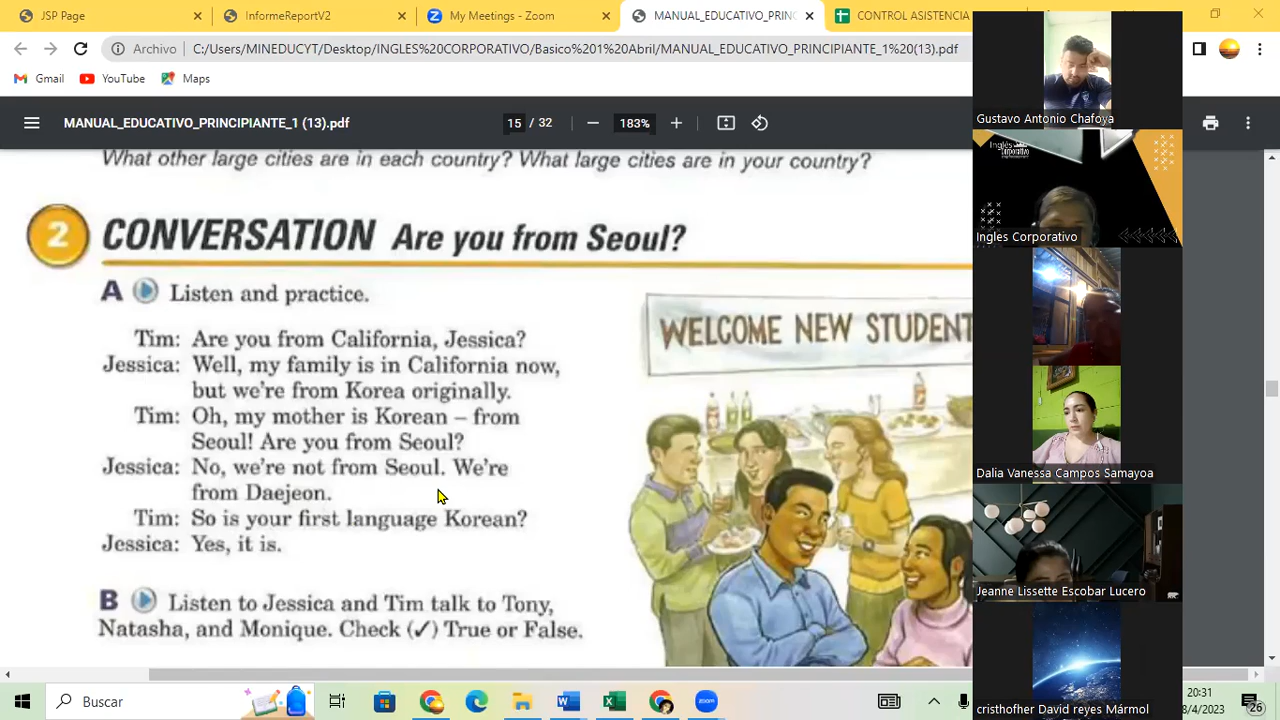 JSP Page
InformeReportV2
My Meetings - Zoom
MANUAL_EDUCATIVO_PRINCIPIANTE_
CONTROL ASISTENCIA
Archivo C:/Users/MINEDUCYT/Desktop/INGLES%20CORPORATIVO/Basico%201%20Abril/MANUAL_EDUCATIVO_PRINCIPIANTE_1%20(13).pdf
Gmail YouTube Maps
MANUAL_EDUCATIVO_PRINCIPIANTE_1 (13).pdf
15 / 32
183%
What other large cities are in each country? What large cities are in your country?
2 CONVERSATION Are you from Seoul?
A Listen and practice.
Tim: Are you from California, Jessica?
Jessica: Well, my family is in California now,
but we're from Korea originally.
Tim: Oh, my mother is Korean – from
Seoul! Are you from Seoul?
Jessica: No, we're not from Seoul. We're
from Daejeon.
Tim: So is your first language Korean?
Jessica: Yes, it is.
B Listen to Jessica and Tim talk to Tony,
Natasha, and Monique. Check (✓) True or False.
WELCOME NEW STUDENT
Gustavo Antonio Chafoya
Inglés
CORPORATIVO
Ingles Corporativo
Dalia Vanessa Campos Samayoa
Jeanne Lissette Escobar Lucero
cristhofher David reyes Mármol
Buscar
20:31
8/4/2023
26